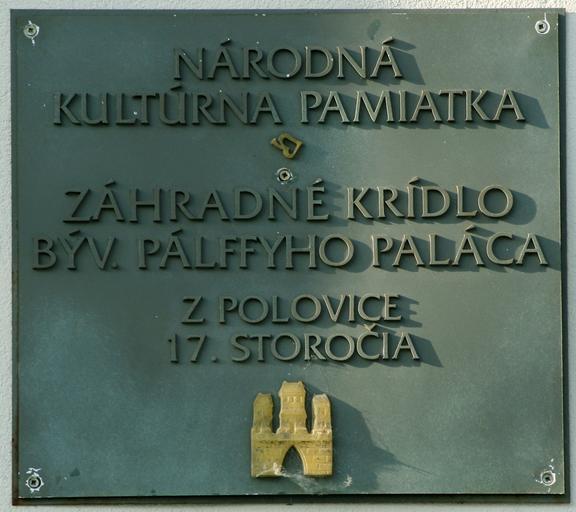 NÁRODNÁ
KULTÚRNA PAMIATKA
ZÁHRADNÉ KRÍDLO
BÝV. PÁLFFYHO PALÁCA
Z POLOVICE
17. STOROČIA